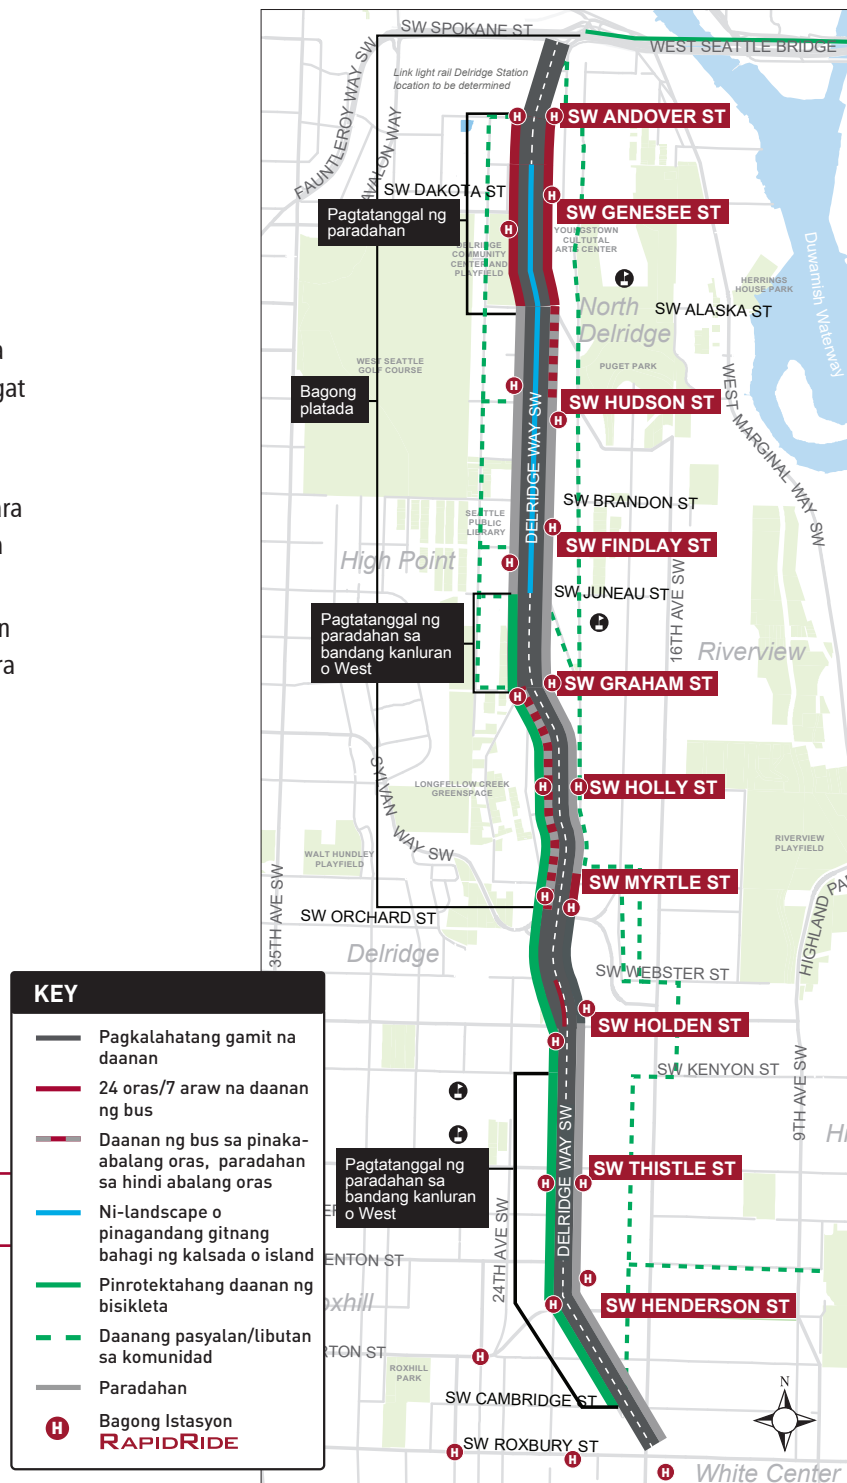 SW SPOKANE ST
WEST SEATTLE BRIDGE
Link light rail Delridge Station
location to be determined
FAUNTLEROY WAY SW
AVALON WAY
SW ANDOVER ST
SW DAKOTA ST
Pagtatanggal ng
paradahan
SW GENESEE ST
YOUNGSTOWN
CULTUTAL
ARTS CENTER
DELRIDGE
COMMUNITY
CENTER AND
PLAYFIELD
Duwamish Waterway
HERRINGS
HOUSE PARK
North
Delridge
SW ALASKA ST
WEST SEATTLE
GOLF COURSE
PUGET PARK
a
gat
Bagong
platada
SW HUDSON ST
DELRIDGE WAY SW
WEST MARGINAL WAY SW
SW BRANDON ST
ara
a
SEATTLE
PUBLIC
LIBRARY
SW FINDLAY ST
High Point
SW JUNEAU ST
16TH AVE SW
n
ra
Pagtatanggal ng
paradahan sa
bandang kanluran
o West
Riverview
SW GRAHAM ST
SYLVAN WAY SW
LONGFELLOW CREEK
GREENSPACE
SW HOLLY ST
RIVERVIEW
PLAYFIELD
WALT HUNDLEY
PLAYFIELD
SW MYRTLE ST
35TH AVE SW
SW ORCHARD ST
HIGHLAND PA
Delridge
SW WEBSTER ST
SW HOLDEN ST
SW KENYON ST
9TH AVE SW
DELRIDGE WAY SW
Hi
Pagtatanggal ng
paradahan sa
bandang kanluran
o West
SW THISTLE ST
24TH AVE SW
ENTON ST
oxhill
SW HENDERSON ST
RTON ST
ROXHILL
PARK
SW CAMBRIDGE ST
N
SW ROXBURY ST
White Center
KEY
Pagkalahatang gamit na
daanan
24 oras/7 araw na daanan
ng bus
Daanan ng bus sa pinaka-
abalang oras, paradahan
sa hindi abalang oras
Ni-landscape o
pinagandang gitnang
bahagi ng kalsada o island
Pinrotektahang daanan ng
bisikleta
Daanang pasyalan/libutan
sa komunidad
Paradahan
H Bagong Istasyon
RAPIDRIDE